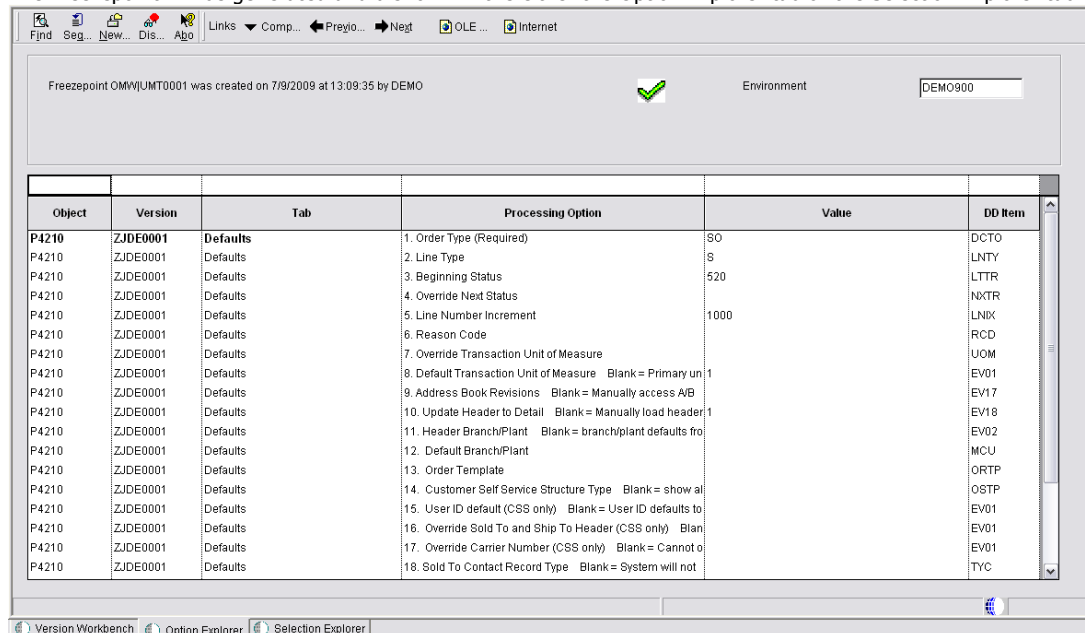 Find Seq... New... Dis... Abo Links Comp... Previo... Next OLE ... Internet
Freezepoint OMW|UMT0001 was created on 7/9/2009 at 13:09:35 by DEMO Environment DEMO900
Object Version Tab Processing Option Value DD Item
P4210 ZJDE0001 Defaults 1. Order Type (Required) SO DCTO
P4210 ZJDE0001 Defaults 2. Line Type S LNTY
P4210 ZJDE0001 Defaults 3. Beginning Status 520 LTTR
P4210 ZJDE0001 Defaults 4. Override Next Status NXTR
P4210 ZJDE0001 Defaults 5. Line Number Increment 1000 LNIX
P4210 ZJDE0001 Defaults 6. Reason Code RCD
P4210 ZJDE0001 Defaults 7. Override Transaction Unit of Measure UOM
P4210 ZJDE0001 Defaults 8. Default Transaction Unit of Measure Blank = Primary un 1 EV01
P4210 ZJDE0001 Defaults 9. Address Book Revisions Blank = Manually access A/B EV17
P4210 ZJDE0001 Defaults 10. Update Header to Detail Blank = Manually load header 1 EV18
P4210 ZJDE0001 Defaults 11. Header Branch/Plant Blank = branch/plant defaults fro EV02
P4210 ZJDE0001 Defaults 12. Default Branch/Plant MCU
P4210 ZJDE0001 Defaults 13. Order Template ORTP
P4210 ZJDE0001 Defaults 14. Customer Self Service Structure Type Blank = show al OSTP
P4210 ZJDE0001 Defaults 15. User ID default (CSS only) Blank = User ID defaults to EV01
P4210 ZJDE0001 Defaults 16. Override Sold To and Ship To Header (CSS only) Blan EV01
P4210 ZJDE0001 Defaults 17. Override Carrier Number (CSS only) Blank = Cannot o EV01
P4210 ZJDE0001 Defaults 18. Sold To Contact Record Type Blank = System will not TYC
Version Workbench Option Explorer Selection Explorer